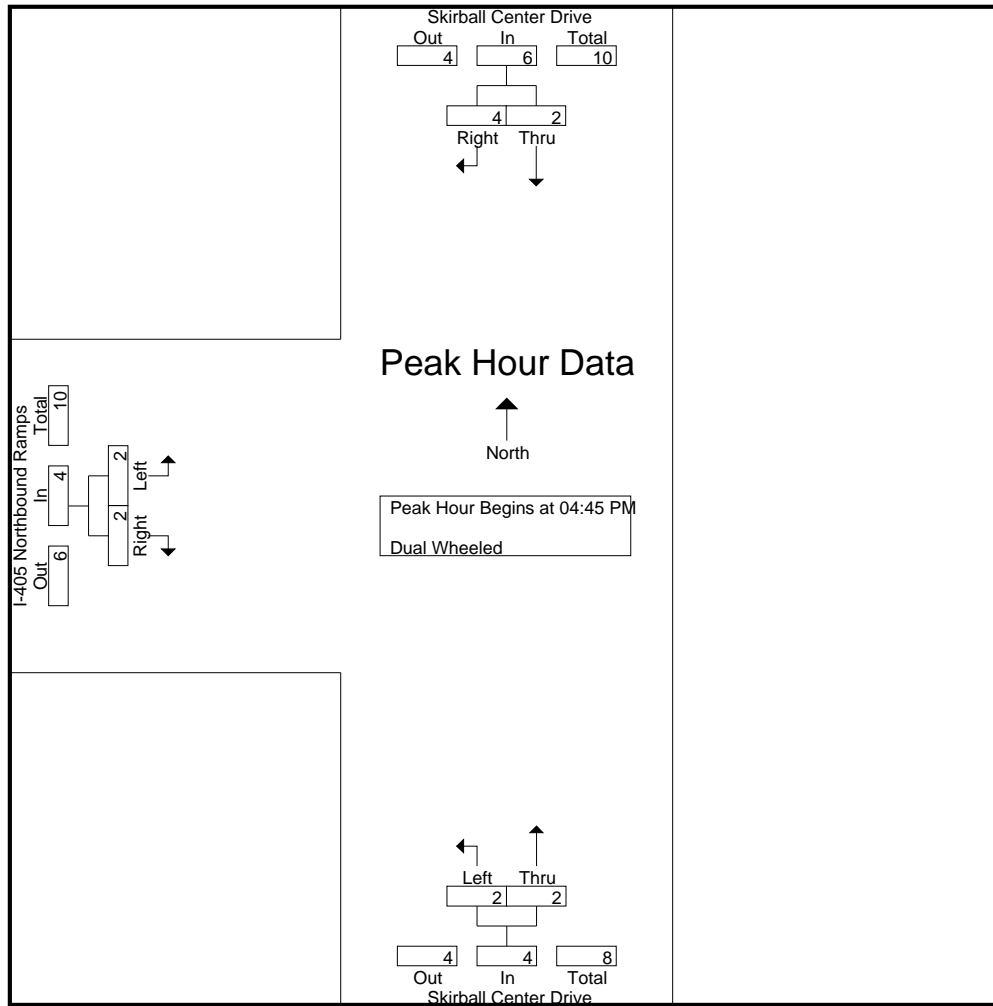 Skirball Center Drive
Out In Total
4 6 10
4 2
Right Thru
Peak Hour Data
North
Peak Hour Begins at 04:45 PM
Dual Wheeled
I-405 Northbound Ramps
Out In Total
6 4 10
2 2
Right Left
Left Thru
2 2
4 4 8
Out In Total
Skirball Center Drive